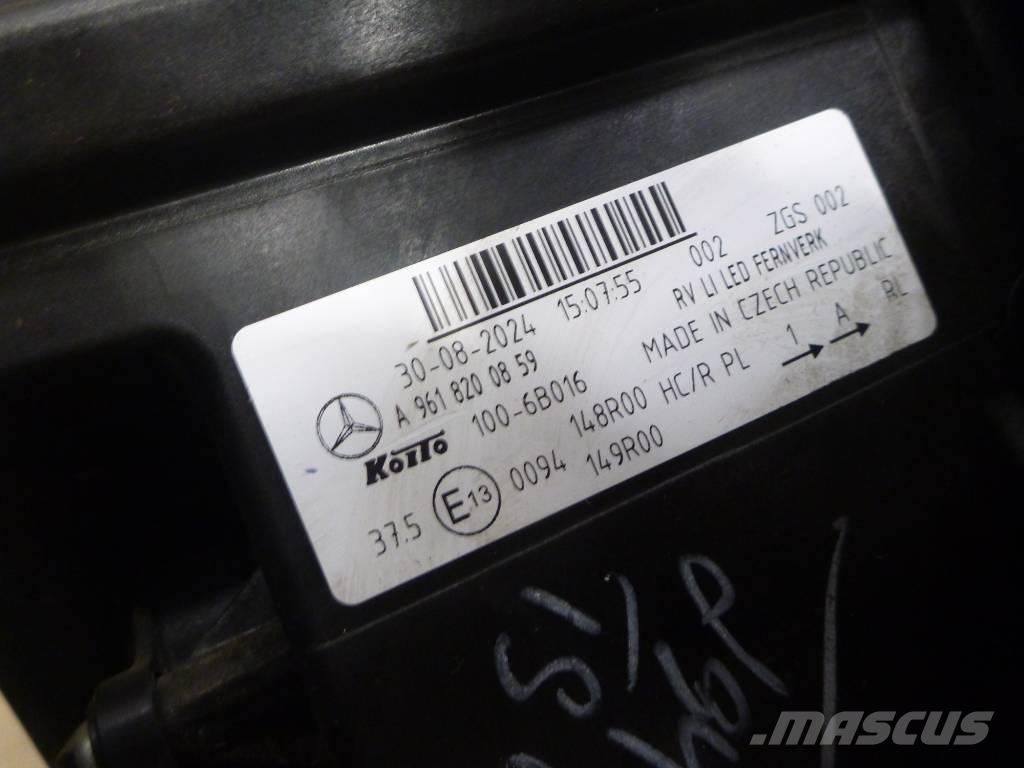 30-08-2024 15:07:55 002 ZGS 002
A 961 820 08 59 RV LI LED FERNVERK
KOITO 100-6B016 MADE IN CZECH REPUBLIC
37.5 E13 0094 148R00 HC/R PL 1 A RL
149R00
MASCUS